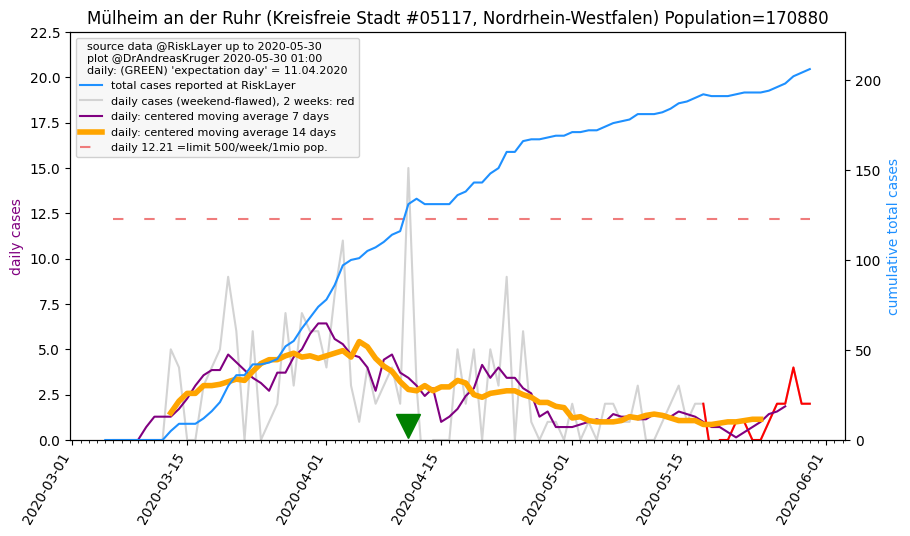 Mülheim an der Ruhr (Kreisfreie Stadt #05117, Nordrhein-Westfalen) Population=170880
source data @RiskLayer up to 2020-05-30
plot @DrAndreasKruger 2020-05-30 01:00
daily: (GREEN) 'expectation day' = 11.04.2020
total cases reported at RiskLayer
daily cases (weekend-flawed), 2 weeks: red
daily: centered moving average 7 days
daily: centered moving average 14 days
daily 12.21 =limit 500/week/1mio pop.
daily cases
22.5
20.0
17.5
15.0
12.5
10.0
7.5
5.0
2.5
0.0
cumulative total cases
200
150
100
50
0
2020-03-01
2020-03-15
2020-04-01
2020-04-15
2020-05-01
2020-05-15
2020-06-01